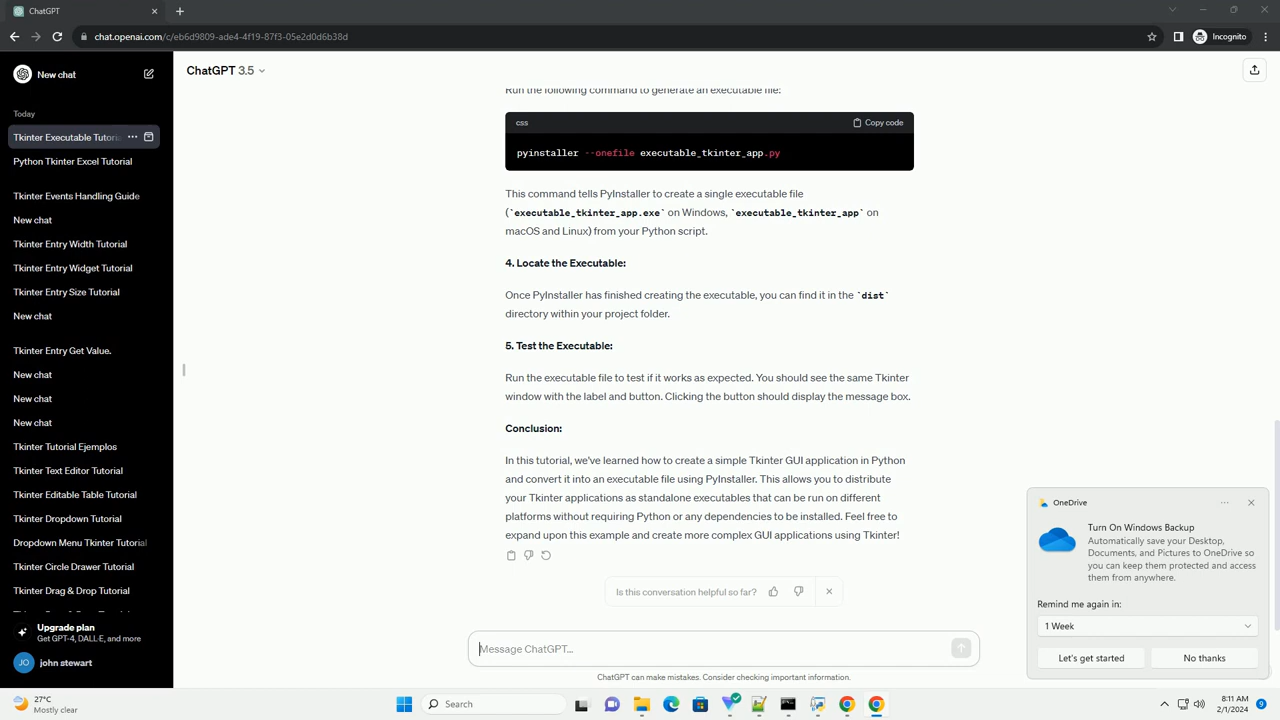 ChatGPT
chat.openai.com/c/eb6d9809-ade4-4f19-87f3-05e2d0d6b38d
Incognito
New chat
Today
Tkinter Executable Tutori
Python Tkinter Excel Tutorial
Tkinter Events Handling Guide
New chat
Tkinter Entry Width Tutorial
Tkinter Entry Widget Tutorial
Tkinter Entry Size Tutorial
New chat
Tkinter Entry Get Value.
New chat
New chat
New chat
Tkinter Tutorial Ejemplos
Tkinter Text Editor Tutorial
Tkinter Editable Table Tutorial
Tkinter Dropdown Tutorial
Dropdown Menu Tkinter Tutorial
Tkinter Circle Drawer Tutorial
Tkinter Drag & Drop Tutorial
Upgrade plan
Get GPT-4, DALL·E, and more
JO john stewart
ChatGPT 3.5
Run the following command to generate an executable file:
css Copy code
pyinstaller --onefile executable_tkinter_app.py
This command tells PyInstaller to create a single executable file
(`executable_tkinter_app.exe` on Windows, `executable_tkinter_app` on
macOS and Linux) from your Python script.
4. Locate the Executable:
Once PyInstaller has finished creating the executable, you can find it in the `dist`
directory within your project folder.
5. Test the Executable:
Run the executable file to test if it works as expected. You should see the same Tkinter
window with the label and button. Clicking the button should display the message box.
Conclusion:
In this tutorial, we've learned how to create a simple Tkinter GUI application in Python
and convert it into an executable file using PyInstaller. This allows you to distribute
your Tkinter applications as standalone executables that can be run on different
platforms without requiring Python or any dependencies to be installed. Feel free to
expand upon this example and create more complex GUI applications using Tkinter!
Is this conversation helpful so far?
Message ChatGPT...
ChatGPT can make mistakes. Consider checking important information.
OneDrive
Turn On Windows Backup
Automatically save your Desktop,
Documents, and Pictures to OneDrive so
you can keep them protected and access
them from anywhere.
Remind me again in:
1 Week
Let's get started
No thanks
27°C
Mostly clear
Search
8:11 AM
2/1/2024
9